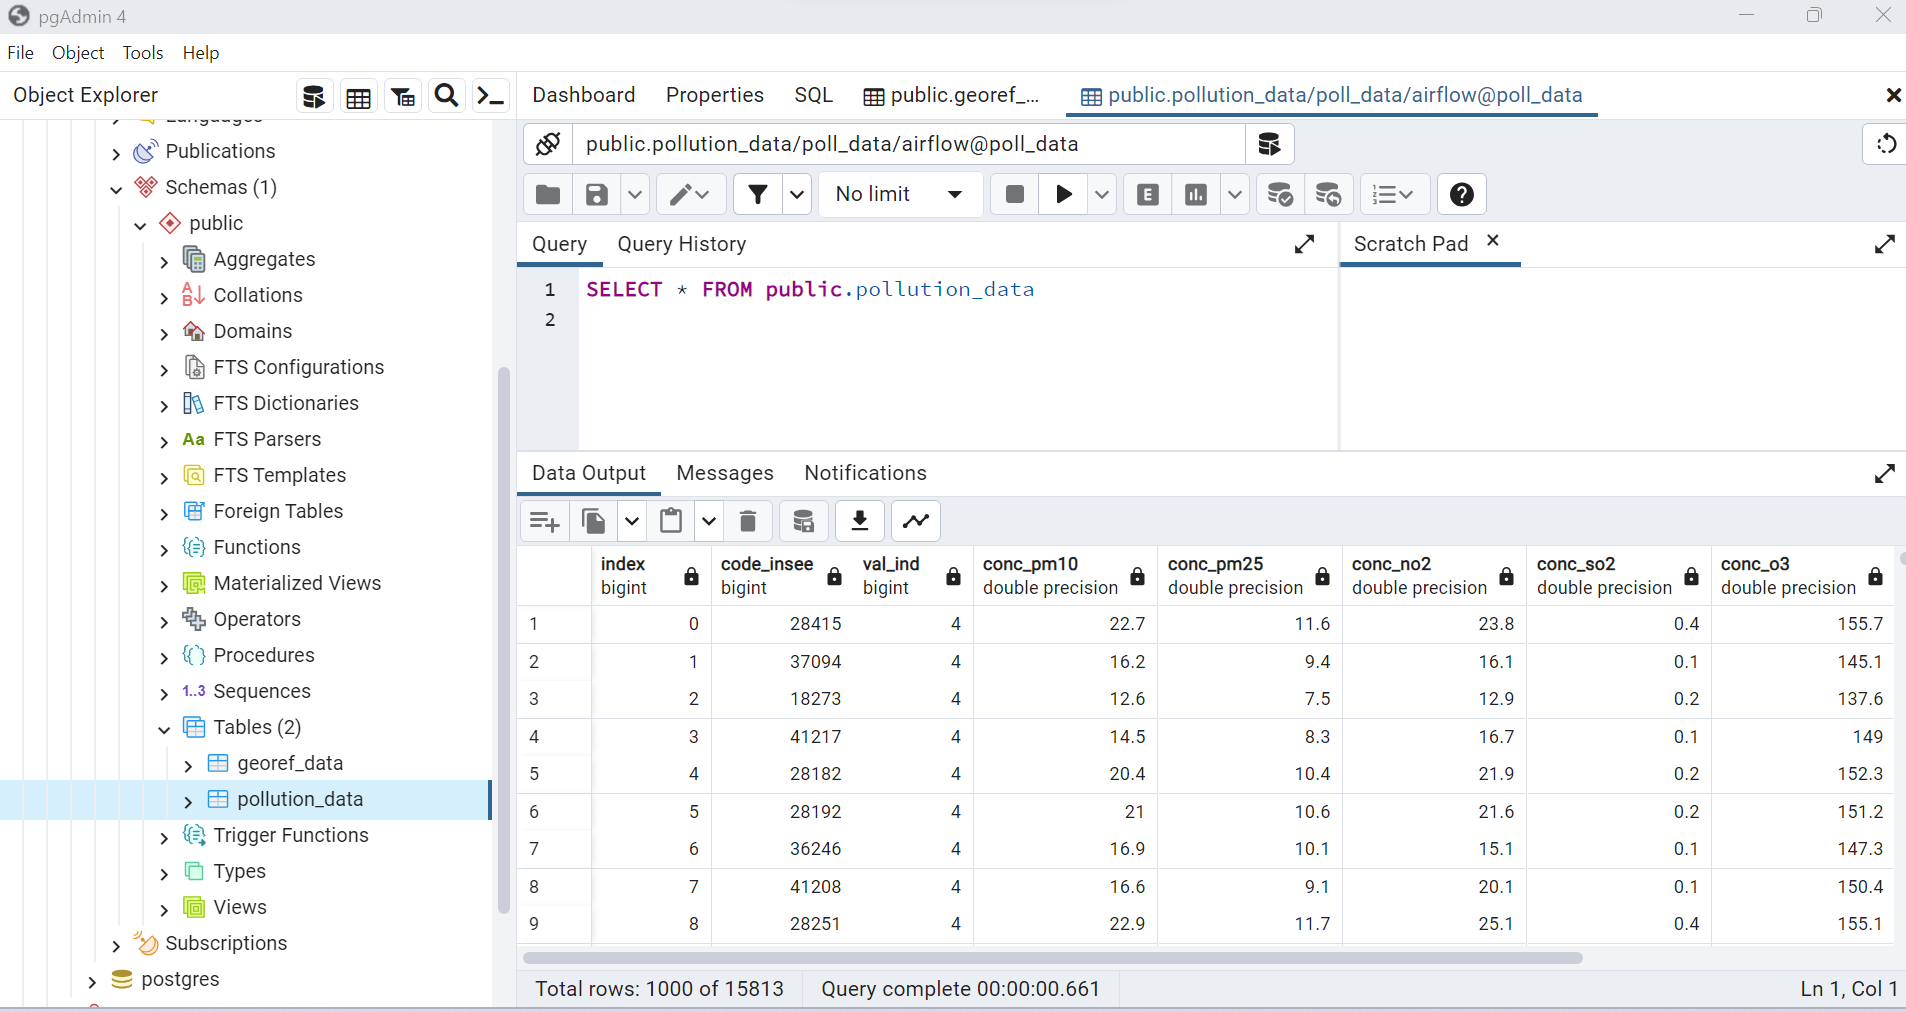 pgAdmin 4
File Object Tools Help
Object Explorer
Dashboard Properties SQL public.georef_... public.pollution_data/poll_data/airflow@poll_data
Languages
Publications
Schemas (1)
public
Aggregates
Collations
Domains
FTS Configurations
FTS Dictionaries
Aa FTS Parsers
FTS Templates
Foreign Tables
Functions
Materialized Views
Operators
Procedures
1..3 Sequences
Tables (2)
georef_data
pollution_data
Trigger Functions
Types
Views
Subscriptions
postgres
public.pollution_data/poll_data/airflow@poll_data
No limit
E
Query Query History
Scratch Pad
1 SELECT * FROM public.pollution_data
2
Data Output Messages Notifications
index code_insee val_ind conc_pm10 conc_pm25 conc_no2 conc_so2 conc_o3 conc
bigint bigint bigint double precision double precision double precision double precision double precision doub
1 0 28415 4 22.7 11.6 23.8 0.4 155.7
2 1 37094 4 16.2 9.4 16.1 0.1 145.1
3 2 18273 4 12.6 7.5 12.9 0.2 137.6
4 3 41217 4 14.5 8.3 16.7 0.1 149
5 4 28182 4 20.4 10.4 21.9 0.2 152.3
6 5 28192 4 21 10.6 21.6 0.2 151.2
7 6 36246 4 16.9 10.1 15.1 0.1 147.3
8 7 41208 4 16.6 9.1 20.1 0.1 150.4
9 8 28251 4 22.9 11.7 25.1 0.4 155.1
Total rows: 1000 of 15813 Query complete 00:00:00.661 Ln 1, Col 1